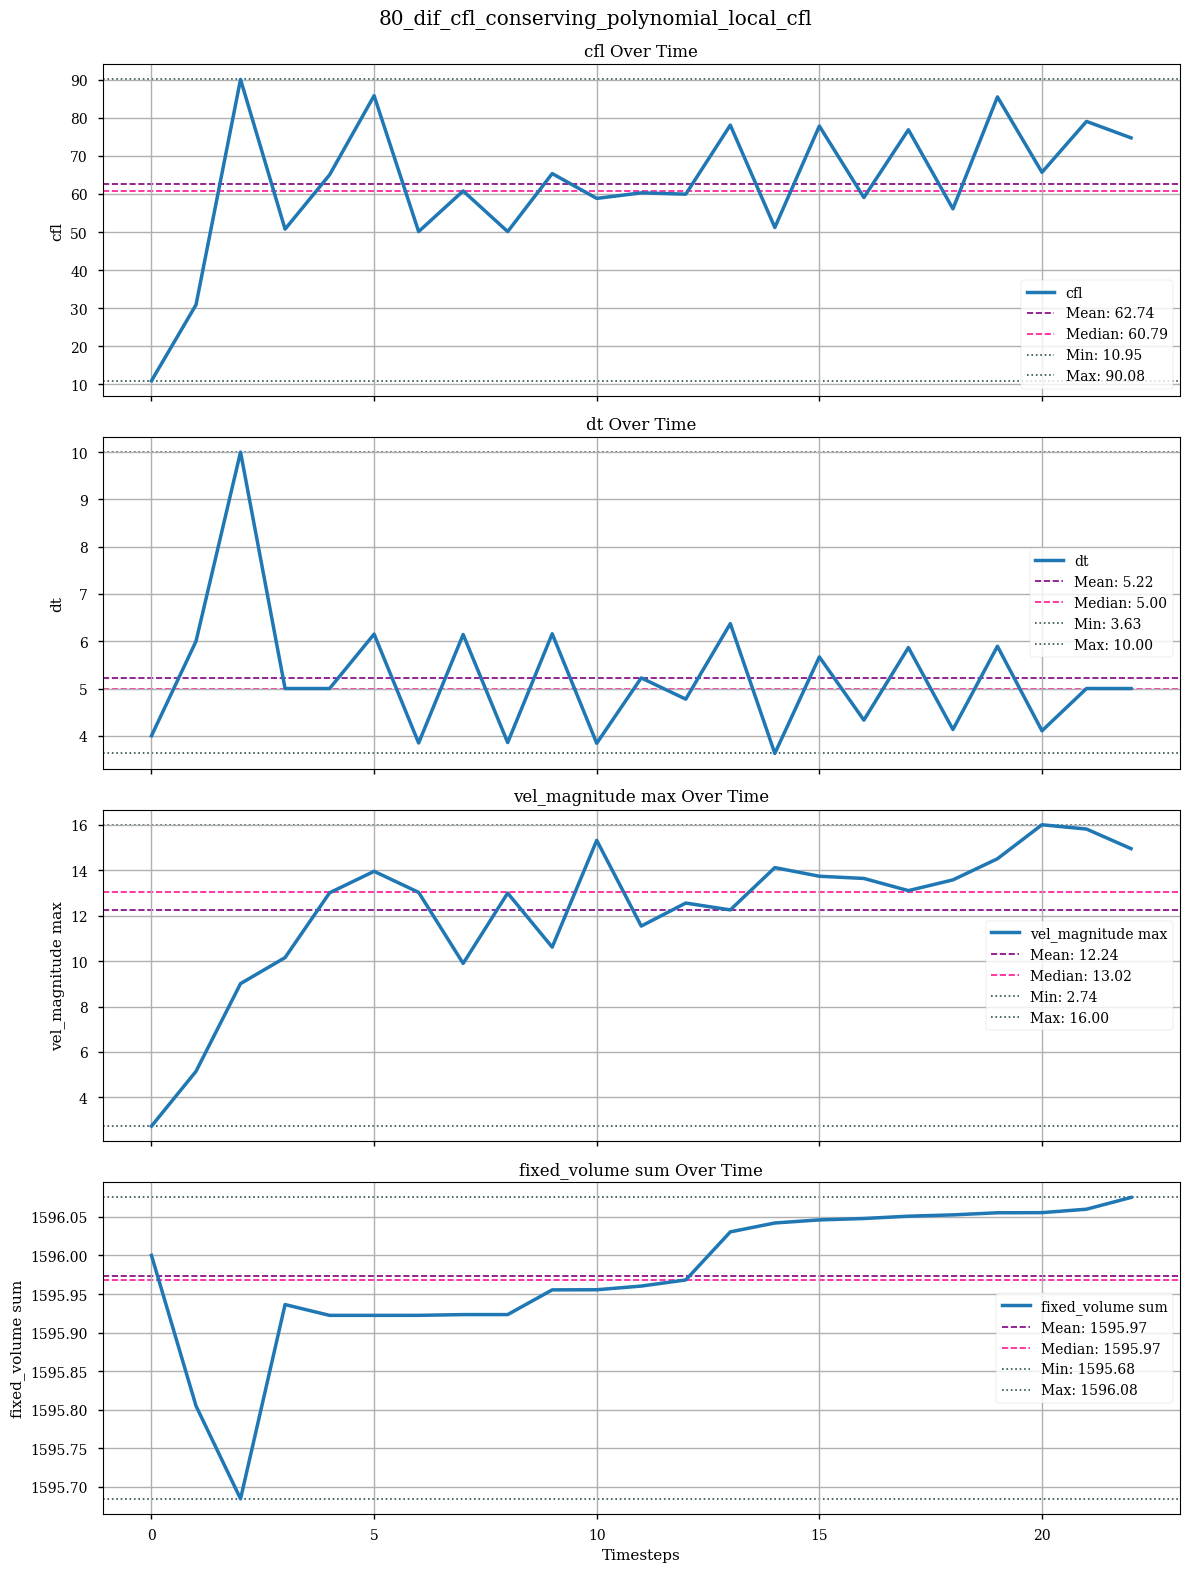 80_dif_cfl_conserving_polynomial_local_cfl
cfl Over Time
90
80
70
60
50
40
30
20
10
cfl
cfl
Mean: 62.74
Median: 60.79
Min: 10.95
Max: 90.08
dt Over Time
10
9
8
7
6
5
4
dt
dt
Mean: 5.22
Median: 5.00
Min: 3.63
Max: 10.00
vel_magnitude max Over Time
16
14
12
10
8
6
4
vel_magnitude max
vel_magnitude max
Mean: 12.24
Median: 13.02
Min: 2.74
Max: 16.00
fixed_volume sum Over Time
1596.05
1596.00
1595.95
1595.90
1595.85
1595.80
1595.75
1595.70
fixed_volume sum
fixed_volume sum
Mean: 1595.97
Median: 1595.97
Min: 1595.68
Max: 1596.08
0 5 10 15 20
Timesteps